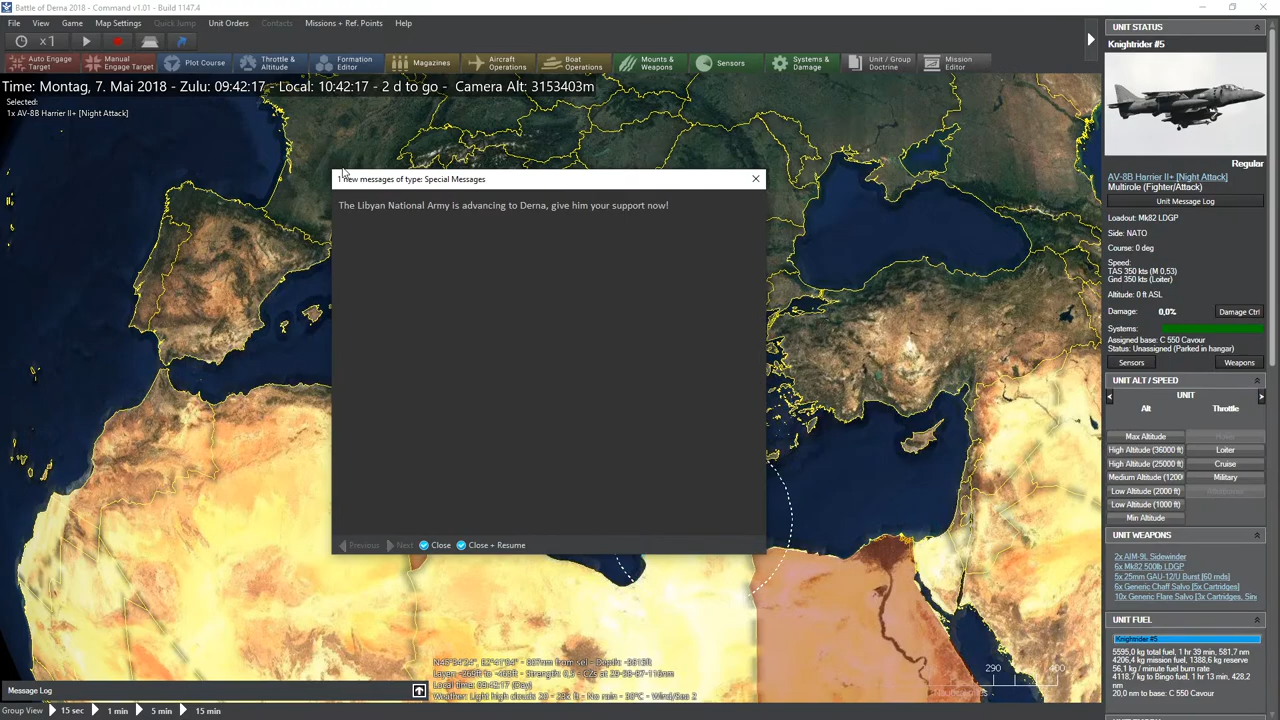 Battle of Derna 2018 - Command v1.01 - Build 1147.4
File View Game Map Settings Quick Jump Unit Orders Contacts Missions + Ref. Points Help
x1
Auto Engage Target
Manual Engage Target
Plot Course
Throttle & Altitude
Formation Editor
Magazines
Aircraft Operations
Boat Operations
Mounts & Weapons
Sensors
Systems & Damage
Unit / Group Doctrine
Mission Editor
Time: Montag, 7. Mai 2018 - Zulu: 09:42:17 - Local: 10:42:17 - 2 d to go - Camera Alt: 3153403m
Selected:
1x AV-8B Harrier II+ [Night Attack]
1 new messages of type: Special Messages
The Libyan National Army is advancing to Derna, give him your support now!
Previous Next Close Close + Resume
Local time: 09:42:17 (Day)
290 400
Message Log
Group View 15 sec 1 min 5 min 15 min
UNIT STATUS
Knightrider #5
Regular
AV-8B Harrier II+ [Night Attack]
Multirole (Fighter/Attack)
Unit Message Log
Loadout: Mk82 LDGP
Side: NATO
Course: 0 deg
Speed:
TAS 350 kts (M 0,53)
Gnd 350 kts (Loiter)
Altitude: 0 ft ASL
Damage: 0,0% Damage Ctrl
Systems:
Assigned base: C 550 Cavour
Status: Unassigned (Parked in hangar)
Sensors Weapons
UNIT ALT / SPEED
UNIT
Alt Throttle
Max Altitude
High Altitude (36000 ft) Loiter
High Altitude (25000 ft) Cruise
Medium Altitude (1200 Military
Low Altitude (2000 ft)
Low Altitude (1000 ft)
Min Altitude
UNIT WEAPONS
2x AIM-9L Sidewinder
6x Mk82 500lb LDGP
5x 25mm GAU-12/U Burst [60 rnds]
6x Generic Chaff Salvo [5x Cartridges]
10x Generic Flare Salvo [3x Cartridges, Sin
UNIT FUEL
Knightrider #5
5595,0 kg total fuel, 1 hr 39 min, 581,7 nm
4206,4 kg mission fuel, 1388,6 kg reserve
56,1 kg / minute fuel burn rate
4118,7 kg to Bingo fuel, 1 hr 13 min, 428,2 nm
20,0 nm to base: C 550 Cavour